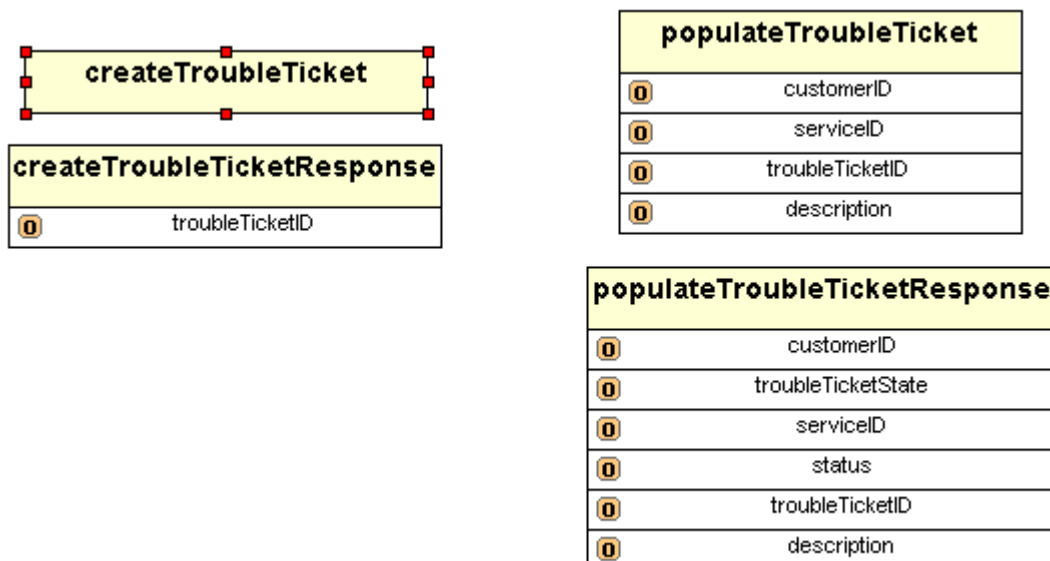 createTroubleTicket
createTroubleTicketResponse
O troubleTicketID
populateTroubleTicket
O customerID
O serviceID
O troubleTicketID
O description
populateTroubleTicketResponse
O customerID
O troubleTicketState
O serviceID
O status
O troubleTicketID
O description